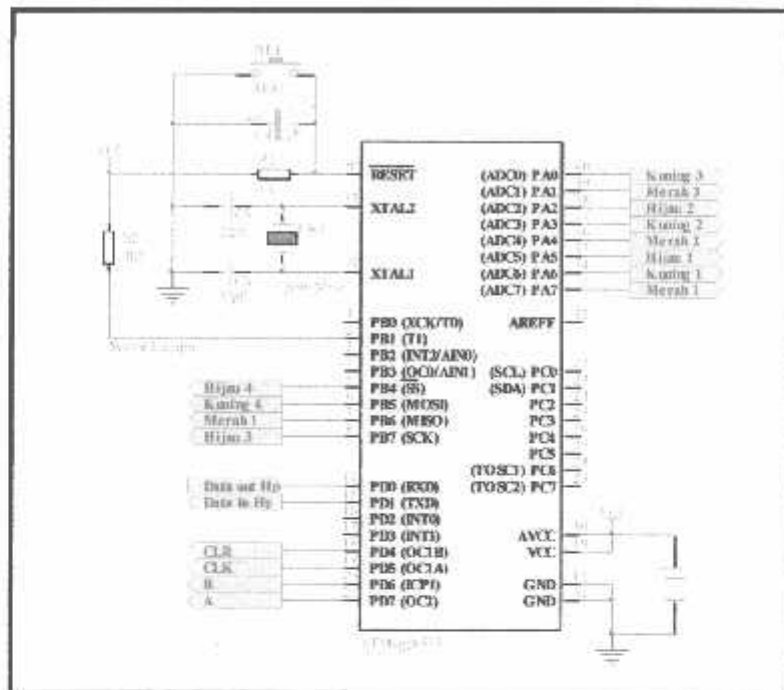 RESET
XTAL2
XTAL1
PB0 (XCK/T0)
PB1 (T1)
PB2 (INT2/AIN0)
PB3 (OC0/AIN1)
PB4 (SS)
PB5 (MOSI)
PB6 (MISO)
PB7 (SCK)
PD0 (RXD)
PD1 (TXD)
PD2 (INT0)
PD3 (INT1)
PD4 (OC1B)
PD5 (OC1A)
PD6 (ICP1)
PD7 (OC2)
Hijau 4
Kuning 4
Merah 1
Hijau 3
Data out Hp
Data in Hp
CLR
CLK
B
A
(ADC0) PA0
(ADC1) PA1
(ADC2) PA2
(ADC3) PA3
(ADC4) PA4
(ADC5) PA5
(ADC6) PA6
(ADC7) PA7
AREFF
(SCL) PC0
(SDA) PC1
PC2
PC3
PC4
PC5
(TOSC1) PC6
(TOSC2) PC7
AVCC
VCC
GND
GND
Kuning 3
Merah 3
Hijau 2
Kuning 2
Merah 1
Hijau 1
Kuning 1
Merah 1